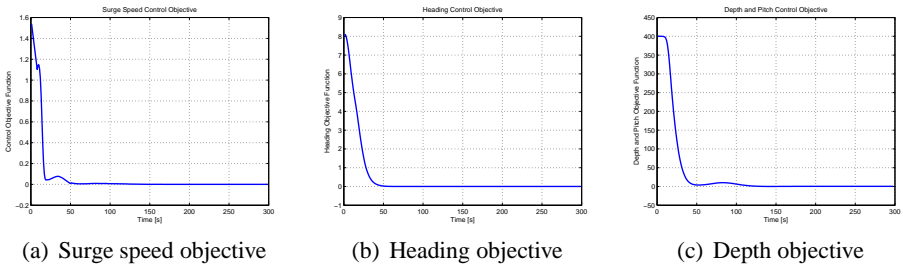 Surge Speed Control Objective
Control Objective Function
1.6
1.4
1.2
1
0.8
0.6
0.4
0.2
0
−0.2
0 50 100 150 200 250 300
Time [s]
(a) Surge speed objective
Heading Control Objective
Heading Objective Function
9
8
7
6
5
4
3
2
1
0
−1
0 50 100 150 200 250 300
Time [s]
(b) Heading objective
Depth and Pitch Control Objective
Depth and Pitch Objective Function
450
400
350
300
250
200
150
100
50
0
−50
0 50 100 150 200 250 300
Time [s]
(c) Depth objective